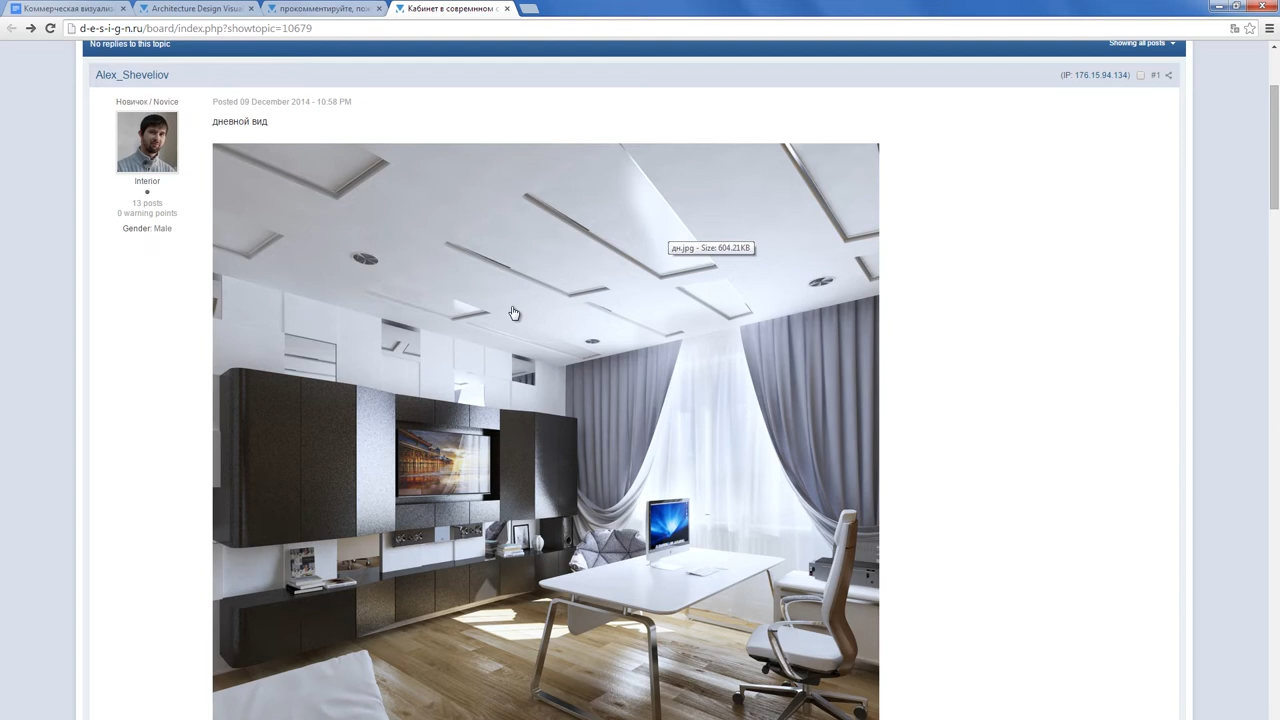 Коммерческая визуализ
Architecture Design Visua
прокомментируйте, пож
Кабинет в современном с
d-e-s-i-g-n.ru/board/index.php?showtopic=10679
No replies to this topic
Showing all posts
Alex_Sheveliov
(IP: 176.15.94.134)
#1
Новичок / Novice
Posted 09 December 2014 - 10:58 PM
дневной вид
Interior
13 posts
0 warning points
Gender: Male
дн.jpg - Size: 604.21KB